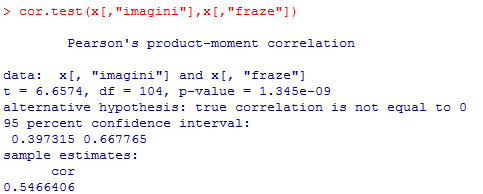 > cor.test(x[,"imagini"],x[,"fraze"])
Pearson's product-moment correlation
data:  x[, "imagini"] and x[, "fraze"]
t = 6.6574, df = 104, p-value = 1.345e-09
alternative hypothesis: true correlation is not equal to 0
95 percent confidence interval:
0.397315 0.667765
sample estimates:
cor
0.5466406